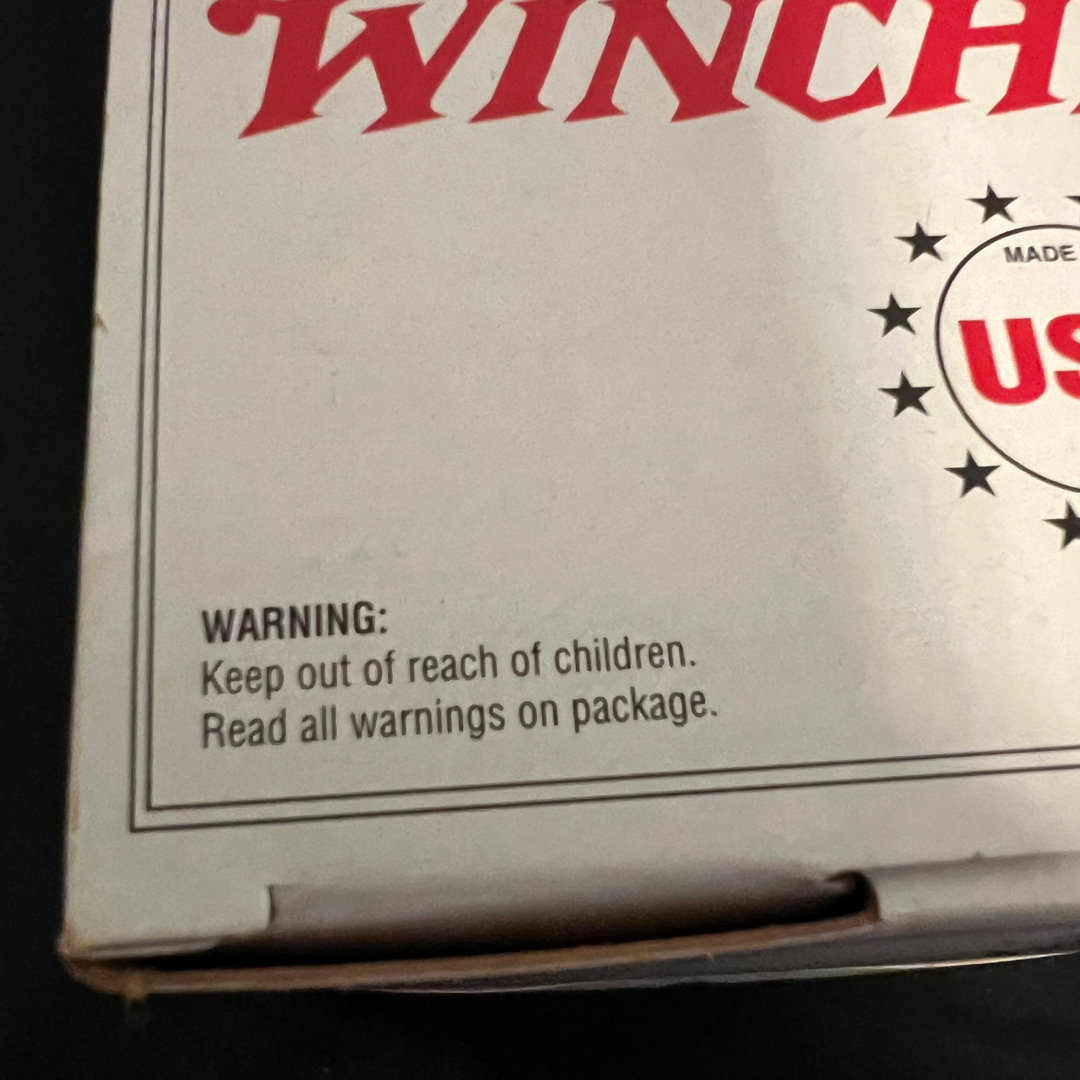 WINCH
MADE
US
WARNING:
Keep out of reach of children.
Read all warnings on package.